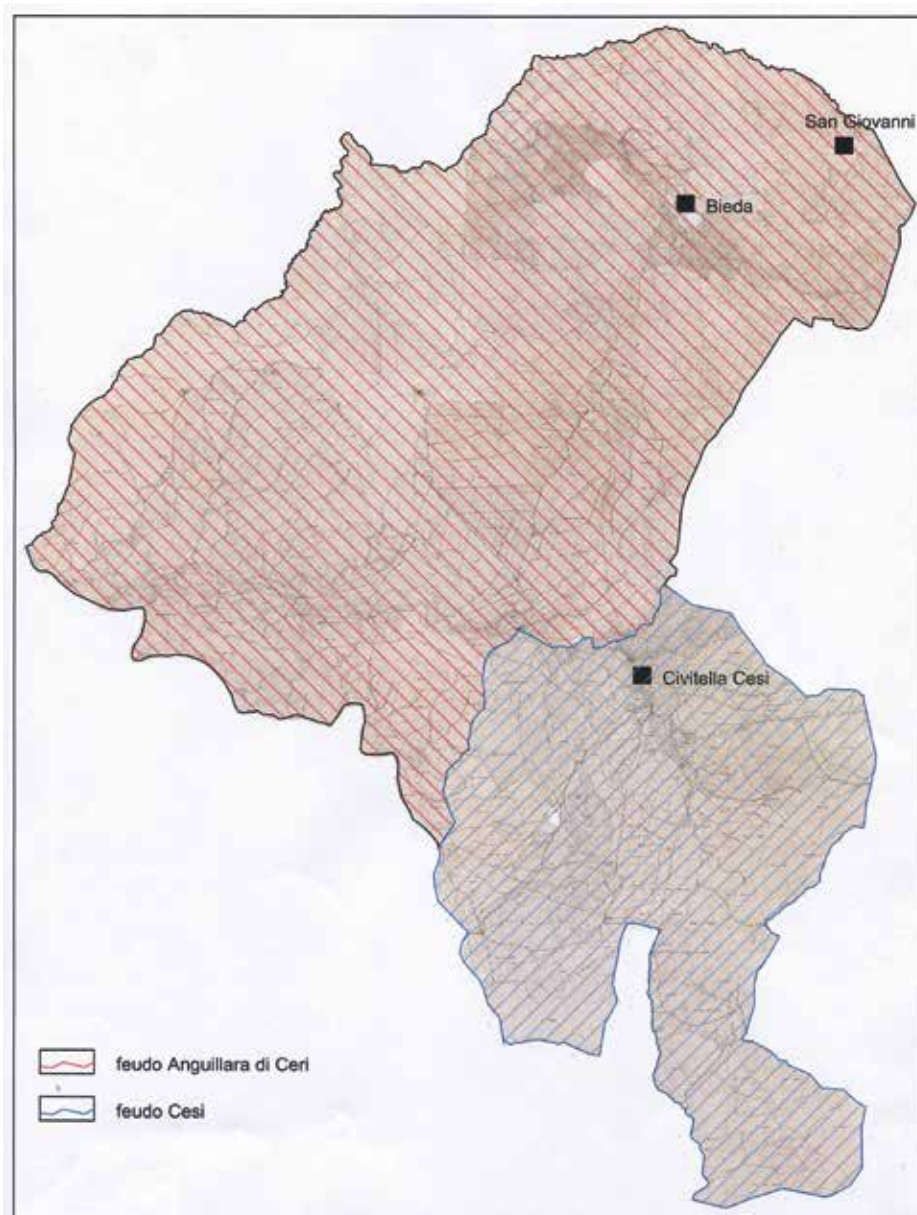 San Giovanni
Bieda
Civitella Cesi
feudo Anguillara di Ceri
feudo Cesi